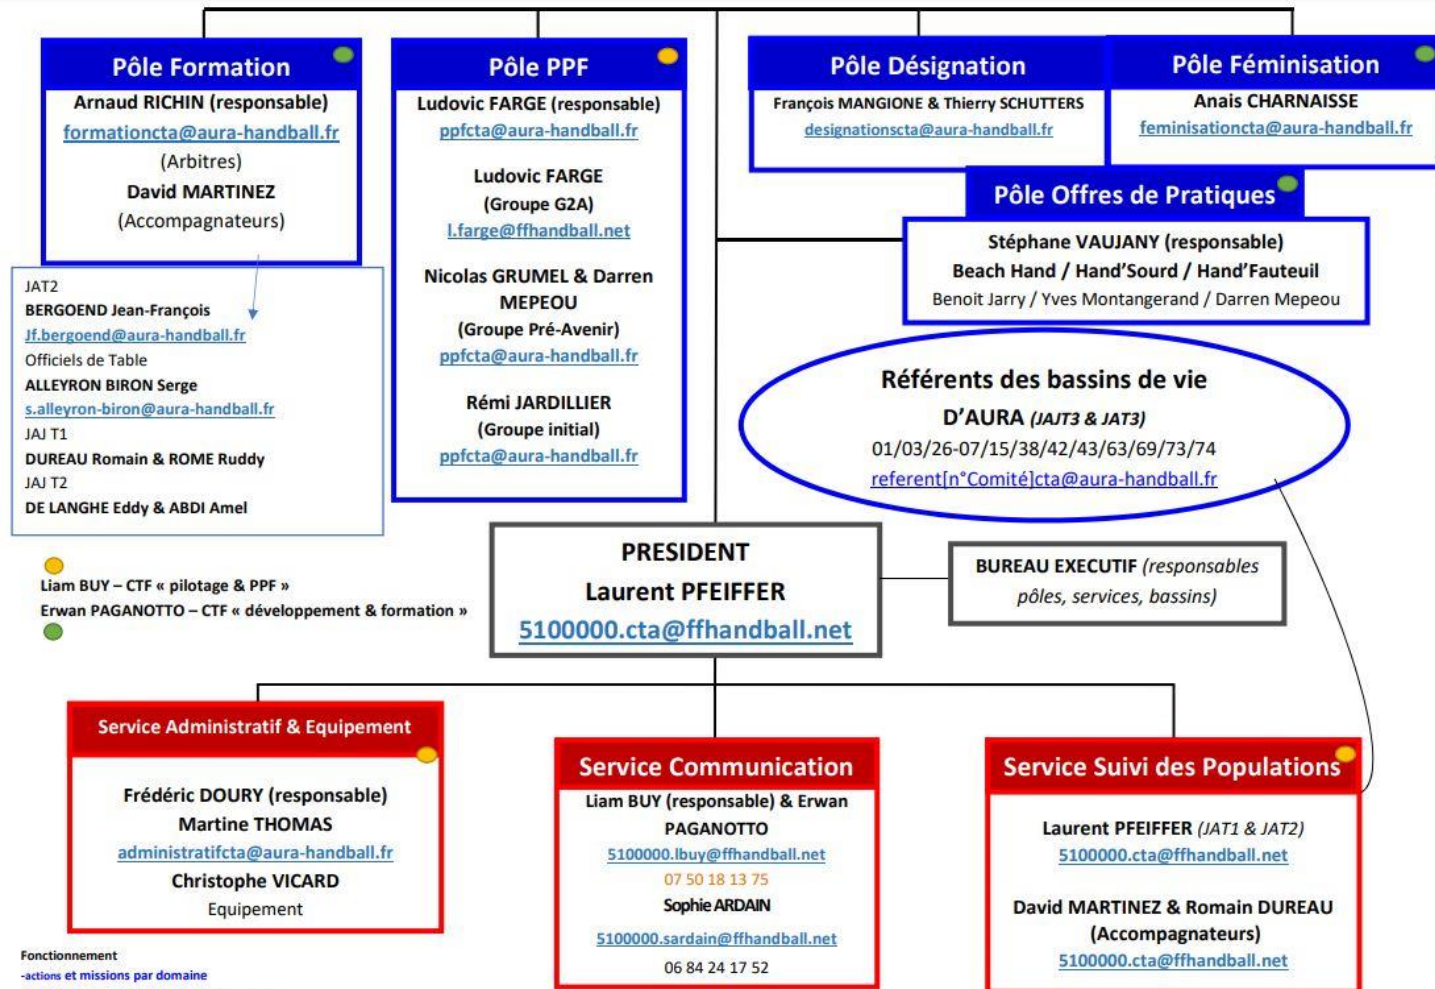 Pôle Formation
Arnaud RICHIN (responsable)
formationcta@aura-handball.fr
(Arbitres)
David MARTINEZ
(Accompagnateurs)
JAT2
BERGOEND Jean-François
Jf.bergoend@aura-handball.fr
Officiels de Table
ALLEYRON BIRON Serge
s.alleyron-biron@aura-handball.fr
JAJ T1
DUREAU Romain & ROME Ruddy
JAJ T2
DE LANGHE Eddy & ABDI Amel
Pôle PPF
Ludovic FARGE (responsable)
ppfcta@aura-handball.fr
Ludovic FARGE
(Groupe G2A)
l.farge@ffhandball.net
Nicolas GRUMEL & Darren
MEPEOU
(Groupe Pré-Avenir)
ppfcta@aura-handball.fr
Rémi JARDILLIER
(Groupe initial)
ppfcta@aura-handball.fr
Pôle Désignation
François MANGIONE & Thierry SCHUTTERS
designationscta@aura-handball.fr
Pôle Féminisation
Anais CHARNAISSE
feminisationcta@aura-handball.fr
Pôle Offres de Pratiques
Stéphane VAUJANY (responsable)
Beach Hand / Hand'Sourd / Hand'Fauteuil
Benoit Jarry / Yves Montangerand / Darren Mepeou
Référents des bassins de vie
D'AURA (JAJT3 & JAT3)
01/03/26-07/15/38/42/43/63/69/73/74
referent[n°Comité]cta@aura-handball.fr
Liam BUY – CTF « pilotage & PPF »
Erwan PAGANOTTO – CTF « développement & formation »
PRESIDENT
Laurent PFEIFFER
5100000.cta@ffhandball.net
BUREAU EXECUTIF (responsables
pôles, services, bassins)
Service Administratif & Equipement
Frédéric DOURY (responsable)
Martine THOMAS
administratifcta@aura-handball.fr
Christophe VICARD
Equipement
Service Communication
Liam BUY (responsable) & Erwan
PAGANOTTO
5100000.lbuy@ffhandball.net
07 50 18 13 75
Sophie ARDAIN
5100000.sardain@ffhandball.net
06 84 24 17 52
Service Suivi des Populations
Laurent PFEIFFER (JAT1 & JAT2)
5100000.cta@ffhandball.net
David MARTINEZ & Romain DUREAU
(Accompagnateurs)
5100000.cta@ffhandball.net
Fonctionnement
-actions et missions par domaine